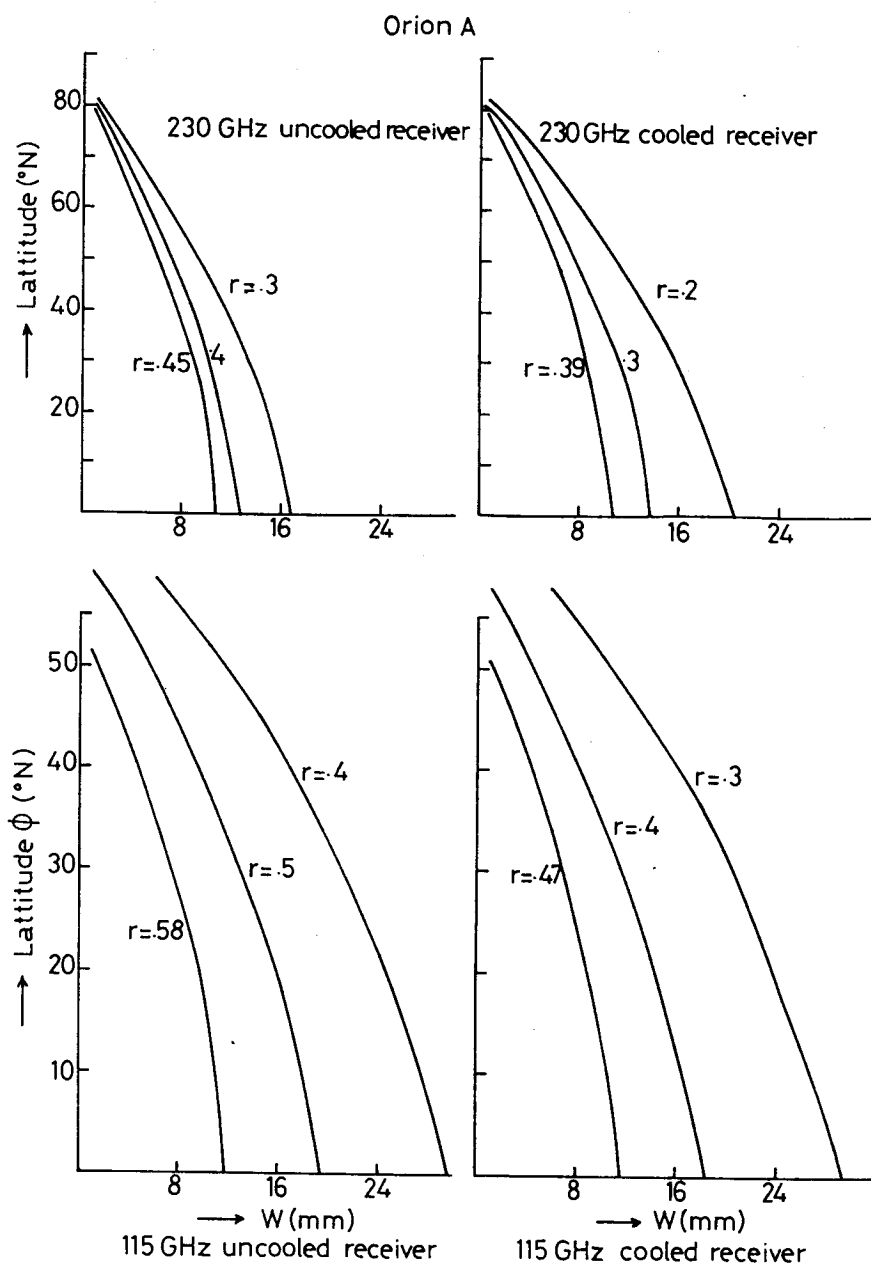 Orion A
230 GHz uncooled receiver
→ Lattitude (°N)
80
60
40
20
r=.45
.4
r=.3
8
16
24
230GHz cooled receiver
r=.39
.3
r=.2
8
16
24
→ Lattitude ϕ (°N)
50
40
30
20
10
r=.58
r=.5
r=.4
8
16
24
→ W (mm)
115 GHz uncooled receiver
r=.47
r=.4
r=.3
8
16
24
→ W (mm)
115 GHz cooled receiver